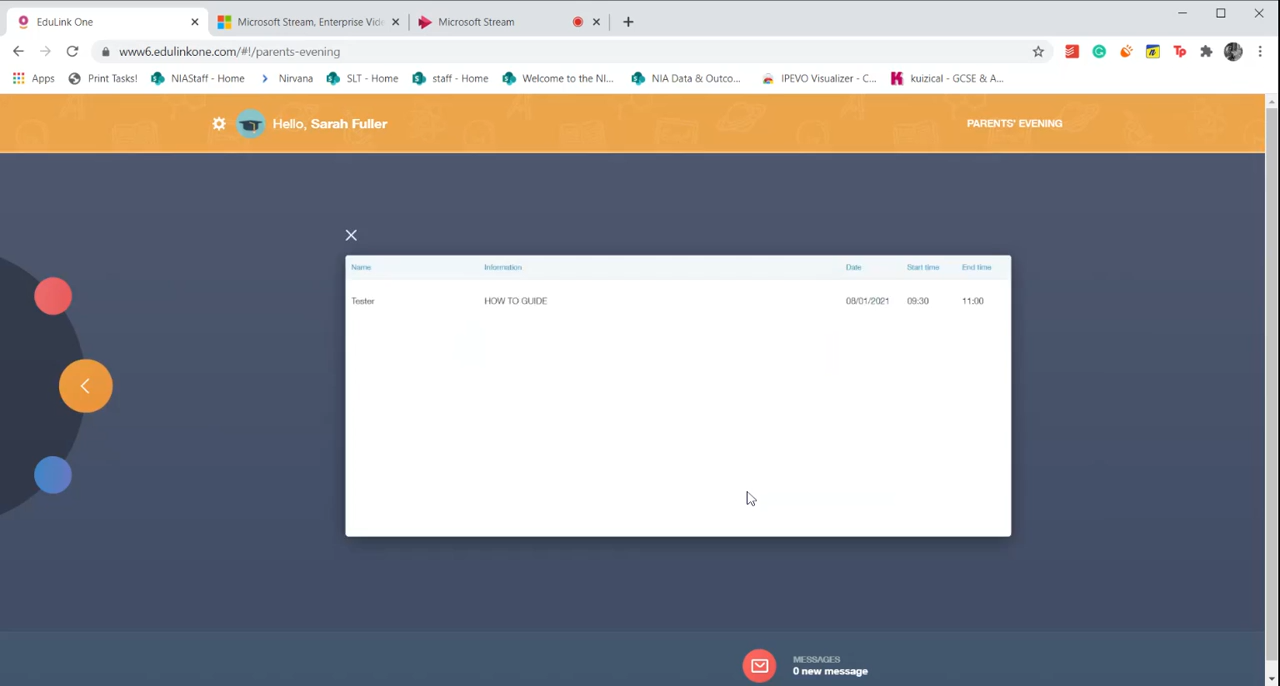 EduLink One
Microsoft Stream, Enterprise Vide
Microsoft Stream
www6.edulinkone.com/#!/parents-evening
Apps
Print Tasks!
NIAStaff - Home
Nirvana
SLT - Home
staff - Home
Welcome to the NI...
NIA Data & Outco...
IPEVO Visualizer - C...
kuizical - GCSE & A...
Hello, Sarah Fuller
PARENTS' EVENING
Name Information Date Start time End time
Tester HOW TO GUIDE 08/01/2021 09:30 11:00
MESSAGES
0 new message